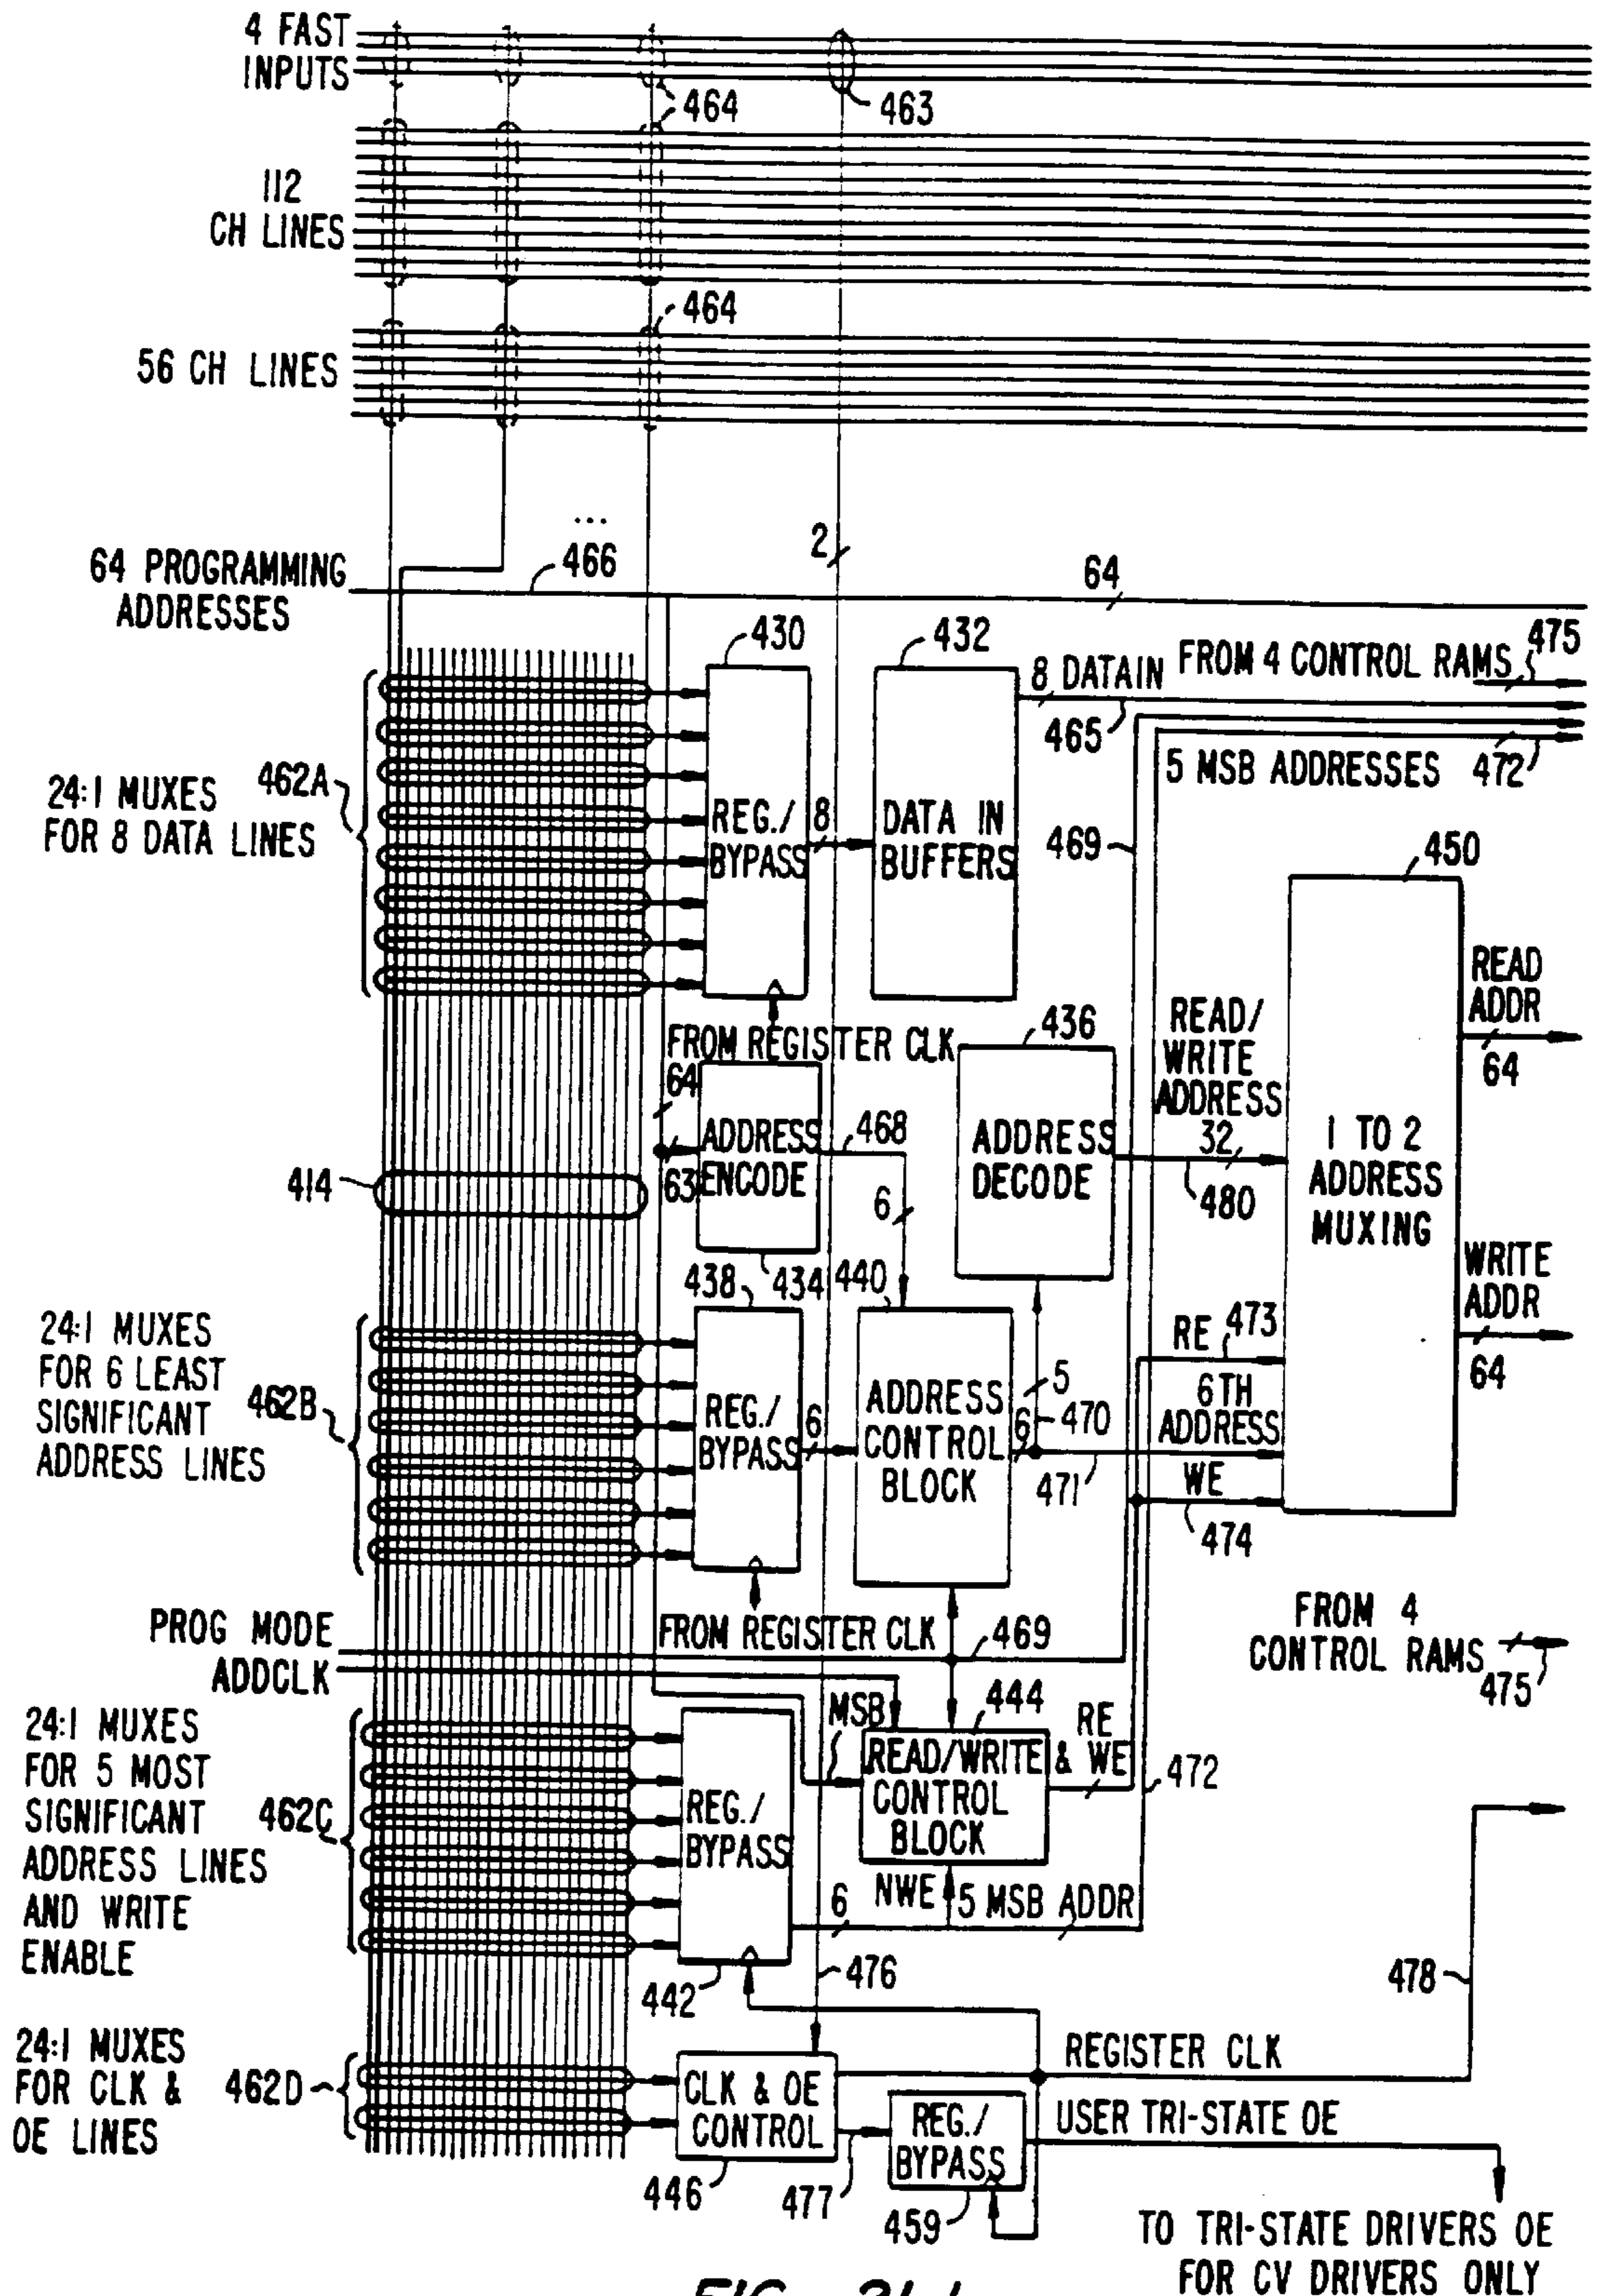 4 FAST
INPUTS
464
463
112
CH LINES
464
56 CH LINES
...
2
64 PROGRAMMING
ADDRESSES
466
64
430
432
8 DATAIN
FROM 4 CONTROL RAMS
475
465
5 MSB ADDRESSES
472
24:1 MUXES
FOR 8 DATA LINES
462A
REG./
BYPASS
8
DATA IN
BUFFERS
469
450
READ
ADDR
64
FROM REGISTER CLK
436
READ/
WRITE
ADDRESS
32
480
64
63
ADDRESS
ENCODE
468
6
ADDRESS
DECODE
1 TO 2
ADDRESS
MUXING
414
434
438
440
WRITE
ADDR
64
24:1 MUXES
FOR 6 LEAST
SIGNIFICANT
ADDRESS LINES
462B
REG./
BYPASS
6
ADDRESS
CONTROL
BLOCK
6
5
470
471
RE
473
6TH
ADDRESS
WE
474
PROG MODE
ADDCLK
FROM REGISTER CLK
469
FROM 4
CONTROL RAMS
475
24:1 MUXES
FOR 5 MOST
SIGNIFICANT
ADDRESS LINES
AND WRITE
ENABLE
462C
REG./
BYPASS
MSB
444
READ/WRITE
CONTROL
BLOCK
RE
& WE
472
6
NWE
5 MSB ADDR
442
476
478
24:1 MUXES
FOR CLK &
OE LINES
462D
CLK & OE
CONTROL
446
477
REG./
BYPASS
459
REGISTER CLK
USER TRI-STATE OE
TO TRI-STATE DRIVERS OE
FOR CV DRIVERS ONLY